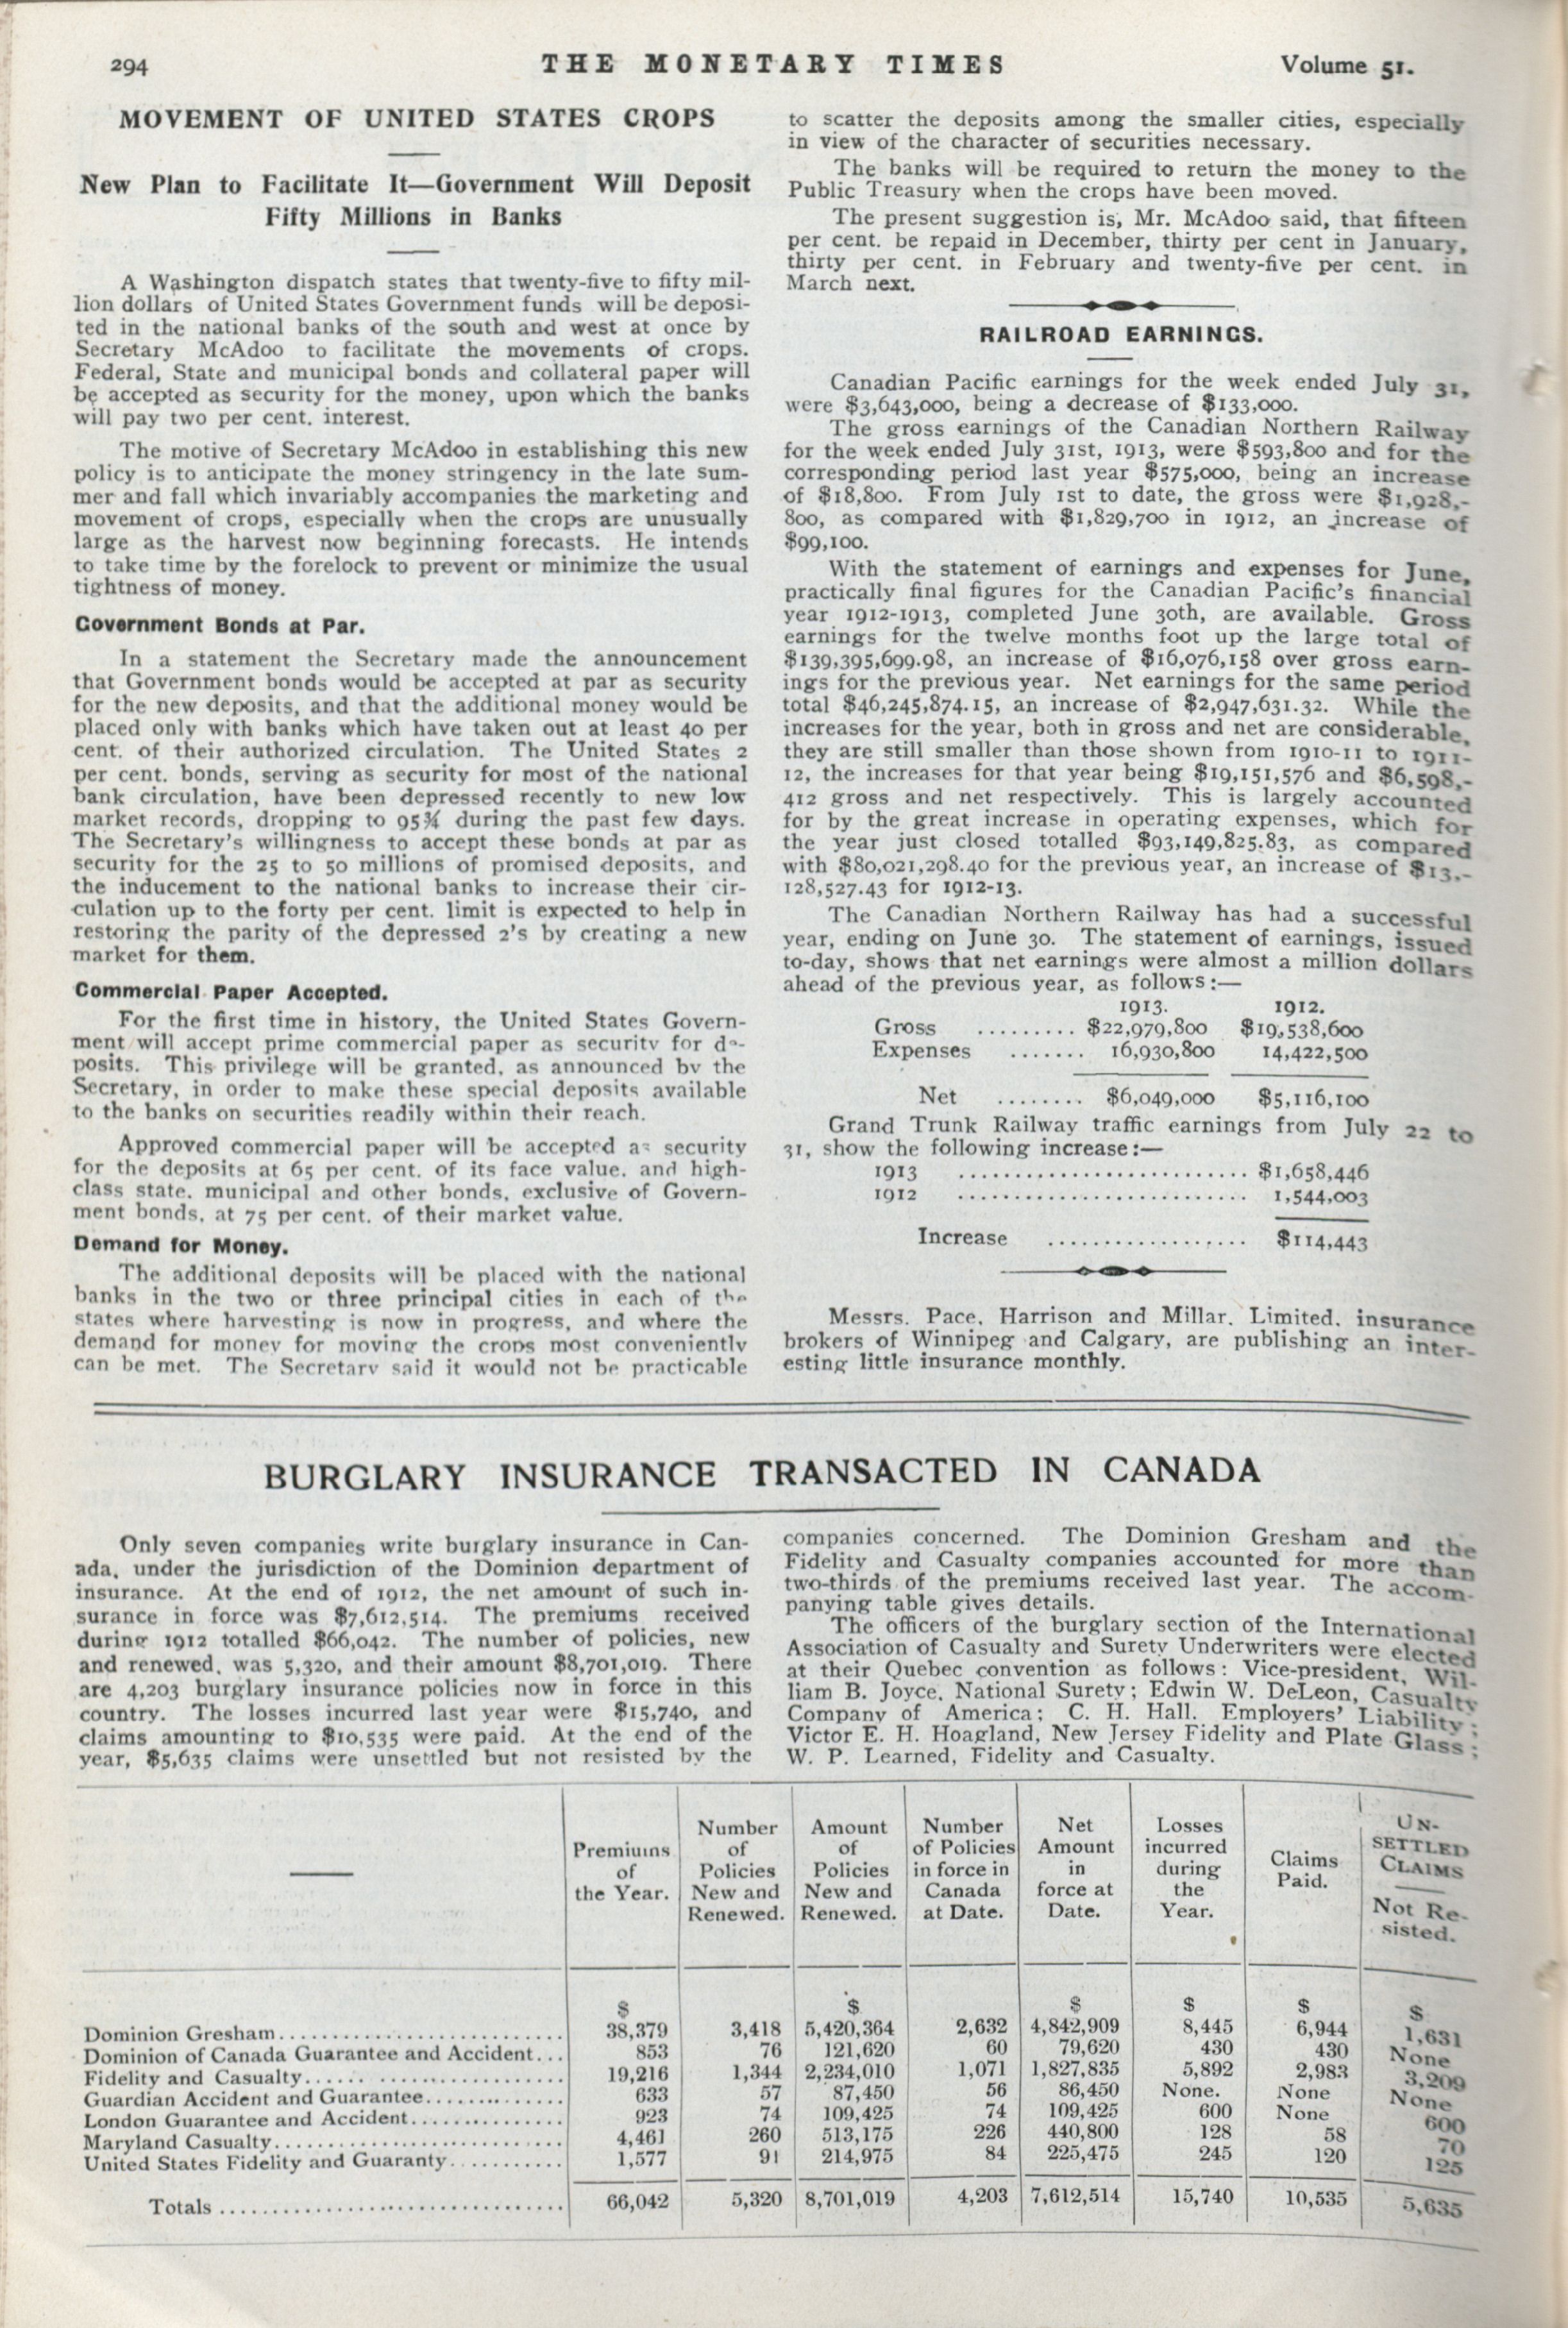 294
THE MONETARY TIMES
Volume 51.
MOVEMENT OF UNITED STATES CROPS
New Plan to Facilitate It—Government Will Deposit
Fifty Millions in Banks
A Washington dispatch states that twenty-five to fifty mil-
lion dollars of United States Government funds will be deposi-
ted in the national banks of the south and west at once by
Secretary McAdoo to facilitate the movements of crops.
Federal, State and municipal bonds and collateral paper will
be accepted as security for the money, upon which the banks
will pay two per cent. interest.
The motive of Secretary McAdoo in establishing this new
policy is to anticipate the money stringency in the late sum-
mer and fall which invariably accompanies the marketing and
movement of crops, especially when the crops are unusually
large as the harvest now beginning forecasts. He intends
to take time by the forelock to prevent or minimize the usual
tightness of money.
Government Bonds at Par.
In a statement the Secretary made the announcement
that Government bonds would be accepted at par as security
for the new deposits, and that the additional money would be
placed only with banks which have taken out at least 40 per
cent. of their authorized circulation. The United States 2
per cent. bonds, serving as security for most of the national
bank circulation, have been depressed recently to new low
market records, dropping to 95¾ during the past few days.
The Secretary's willingness to accept these bonds at par as
security for the 25 to 50 millions of promised deposits, and
the inducement to the national banks to increase their cir-
culation up to the forty per cent. limit is expected to help in
restoring the parity of the depressed 2's by creating a new
market for them.
Commercial Paper Accepted.
For the first time in history, the United States Govern-
ment will accept prime commercial paper as security for de-
posits. This privilege will be granted, as announced by the
Secretary, in order to make these special deposits available
to the banks on securities readily within their reach.
Approved commercial paper will be accepted as security
for the deposits at 65 per cent. of its face value, and high-
class state, municipal and other bonds, exclusive of Govern-
ment bonds, at 75 per cent. of their market value.
Demand for Money.
The additional deposits will be placed with the national
banks in the two or three principal cities in each of the
states where harvesting is now in progress, and where the
demand for money for moving the crops most conveniently
can be met. The Secretary said it would not be practicable
to scatter the deposits among the smaller cities, especially
in view of the character of securities necessary.
The banks will be required to return the money to the
Public Treasury when the crops have been moved.
The present suggestion is, Mr. McAdoo said, that fifteen
per cent. be repaid in December, thirty per cent in January,
thirty per cent. in February and twenty-five per cent. in
March next.
RAILROAD EARNINGS.
Canadian Pacific earnings for the week ended July 31,
were $3,643,000, being a decrease of $133,000.
The gross earnings of the Canadian Northern Railway
for the week ended July 31st, 1913, were $593,800 and for the
corresponding period last year $575,000, being an increase
of $18,800. From July 1st to date, the gross were $1,928,-
800, as compared with $1,829,700 in 1912, an increase of
$99,100.
With the statement of earnings and expenses for June,
practically final figures for the Canadian Pacific's financial
year 1912-1913, completed June 30th, are available. Gross
earnings for the twelve months foot up the large total of
$139,395,699.98, an increase of $16,076,158 over gross earn-
ings for the previous year. Net earnings for the same period
total $46,245,874.15, an increase of $2,947,631.32. While the
increases for the year, both in gross and net are considerable,
they are still smaller than those shown from 1910-11 to 1911-
12, the increases for that year being $19,151,576 and $6,598,-
412 gross and net respectively. This is largely accounted
for by the great increase in operating expenses, which for
the year just closed totalled $93,149,825.83, as compared
with $80,021,298.40 for the previous year, an increase of $13,-
128,527.43 for 1912-13.
The Canadian Northern Railway has had a successful
year, ending on June 30. The statement of earnings, issued
to-day, shows that net earnings were almost a million dollars
ahead of the previous year, as follows:—
1913. 1912.
Gross ......... $22,979,800 $19,538,600
Expenses ....... 16,930,800 14,422,500
Net ........ $6,049,000 $5,116,100
Grand Trunk Railway traffic earnings from July 22 to
31, show the following increase:—
1913 .......................... $1,658,446
1912 .......................... 1,544,003
Increase .................. $114,443
Messrs. Pace, Harrison and Millar, Limited, insurance
brokers of Winnipeg and Calgary, are publishing an inter-
esting little insurance monthly.
BURGLARY INSURANCE TRANSACTED IN CANADA
Only seven companies write burglary insurance in Can-
ada, under the jurisdiction of the Dominion department of
insurance. At the end of 1912, the net amount of such in-
surance in force was $7,612,514. The premiums received
during 1912 totalled $66,042. The number of policies, new
and renewed, was 5,320, and their amount $8,701,019. There
are 4,203 burglary insurance policies now in force in this
country. The losses incurred last year were $15,740, and
claims amounting to $10,535 were paid. At the end of the
year, $5,635 claims were unsettled but not resisted by the
companies concerned. The Dominion Gresham and the
Fidelity and Casualty companies accounted for more than
two-thirds of the premiums received last year. The accom-
panying table gives details.
The officers of the burglary section of the International
Association of Casualty and Surety Underwriters were elected
at their Quebec convention as follows: Vice-president, Wil-
liam B. Joyce, National Surety; Edwin W. DeLeon, Casualty
Company of America; C. H. Hall, Employers' Liability;
Victor E. H. Hoagland, New Jersey Fidelity and Plate Glass;
W. P. Learned, Fidelity and Casualty.
Premiums of the Year.
Number of Policies New and Renewed.
Amount of Policies New and Renewed.
Number of Policies in force in Canada at Date.
Net Amount in force at Date.
Losses incurred during the Year.
Claims Paid.
UN-SETTLED CLAIMS
Not Re-sisted.
$ $ $ $ $ $
Dominion Gresham........................... 38,379 3,418 5,420,364 2,632 4,842,909 8,445 6,944 1,631
Dominion of Canada Guarantee and Accident... 853 76 121,620 60 79,620 430 430 None
Fidelity and Casualty...... .................. 19,216 1,344 2,234,010 1,071 1,827,835 5,892 2,983 3,209
Guardian Accident and Guarantee............. 633 57 87,450 56 86,450 None. None None
London Guarantee and Accident............... 923 74 109,425 74 109,425 600 None 600
Maryland Casualty........................... 4,461 260 513,175 226 440,800 128 58 70
United States Fidelity and Guaranty........... 1,577 91 214,975 84 225,475 245 120 125
Totals ................................. 66,042 5,320 8,701,019 4,203 7,612,514 15,740 10,535 5,635